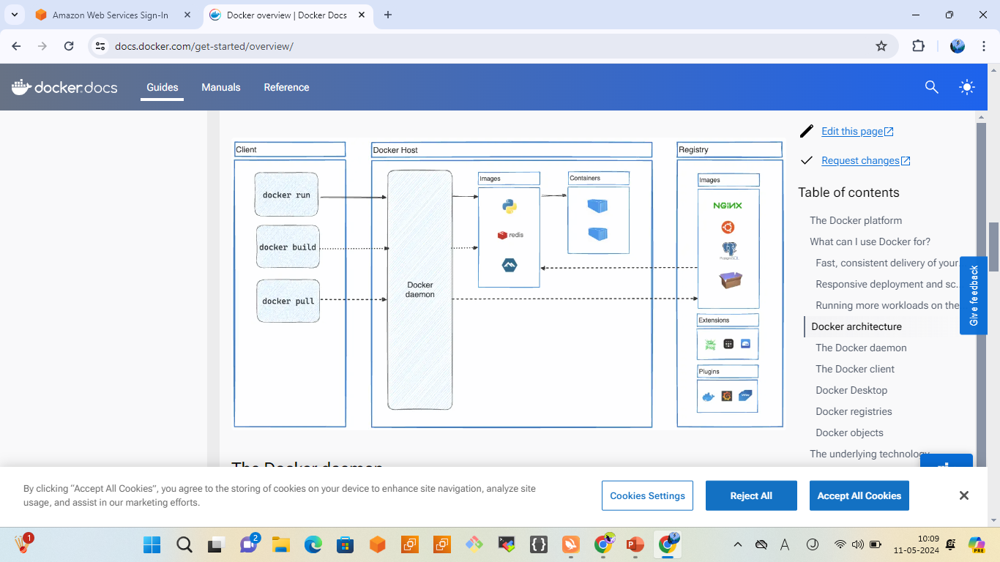 Amazon Web Services Sign-In
Docker overview | Docker Docs
docs.docker.com/get-started/overview/
docker.docs
Guides
Manuals
Reference
Client
docker run
docker build
docker pull
Docker Host
Docker
daemon
Images
redis
Containers
Registry
Images
NGINX
PostgreSQL
Extensions
JFrog
Plugins
Edit this page
Request changes
Table of contents
The Docker platform
What can I use Docker for?
Fast, consistent delivery of your
Responsive deployment and sc...
Running more workloads on the
Docker architecture
The Docker daemon
The Docker client
Docker Desktop
Docker registries
Docker objects
The underlying technology
Give feedback
The Docker daemon
By clicking “Accept All Cookies”, you agree to the storing of cookies on your device to enhance site navigation, analyze site
usage, and assist in our marketing efforts.
Cookies Settings
Reject All
Accept All Cookies
1
2
A
10:09
11-05-2024
PRE